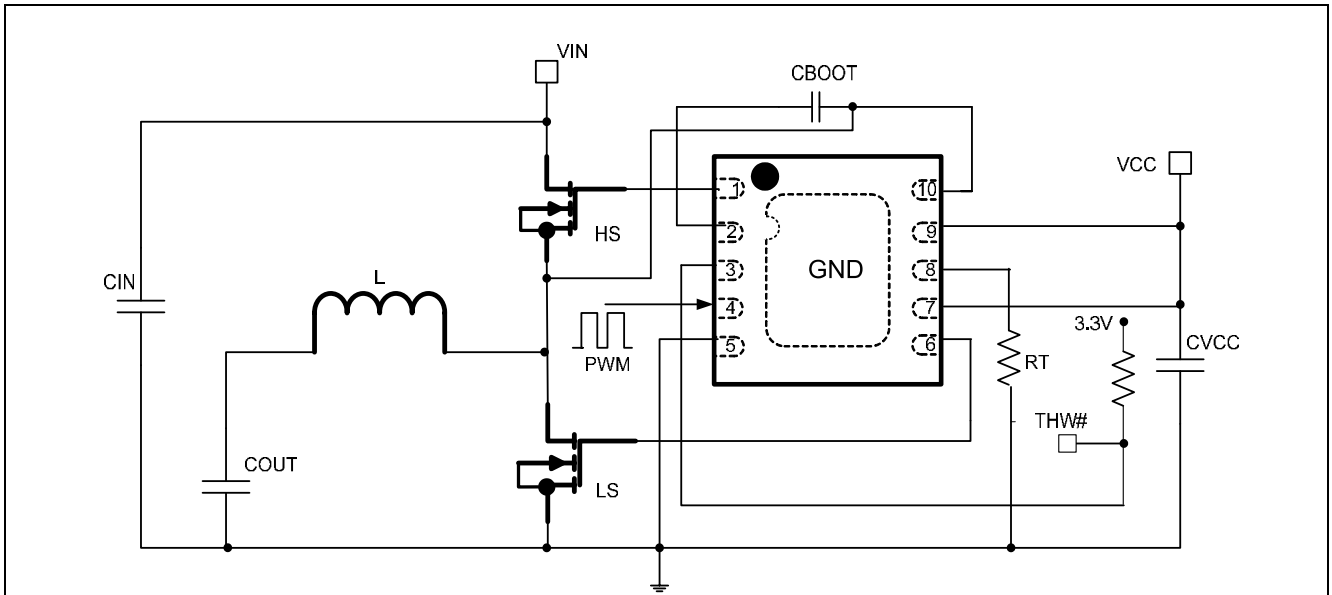 VIN
CBOOT
VCC
1
10
2
9
HS
3
8
GND
CIN
L
4
7
3.3V
PWM
5
6
RT
CVCC
THW#
COUT
LS